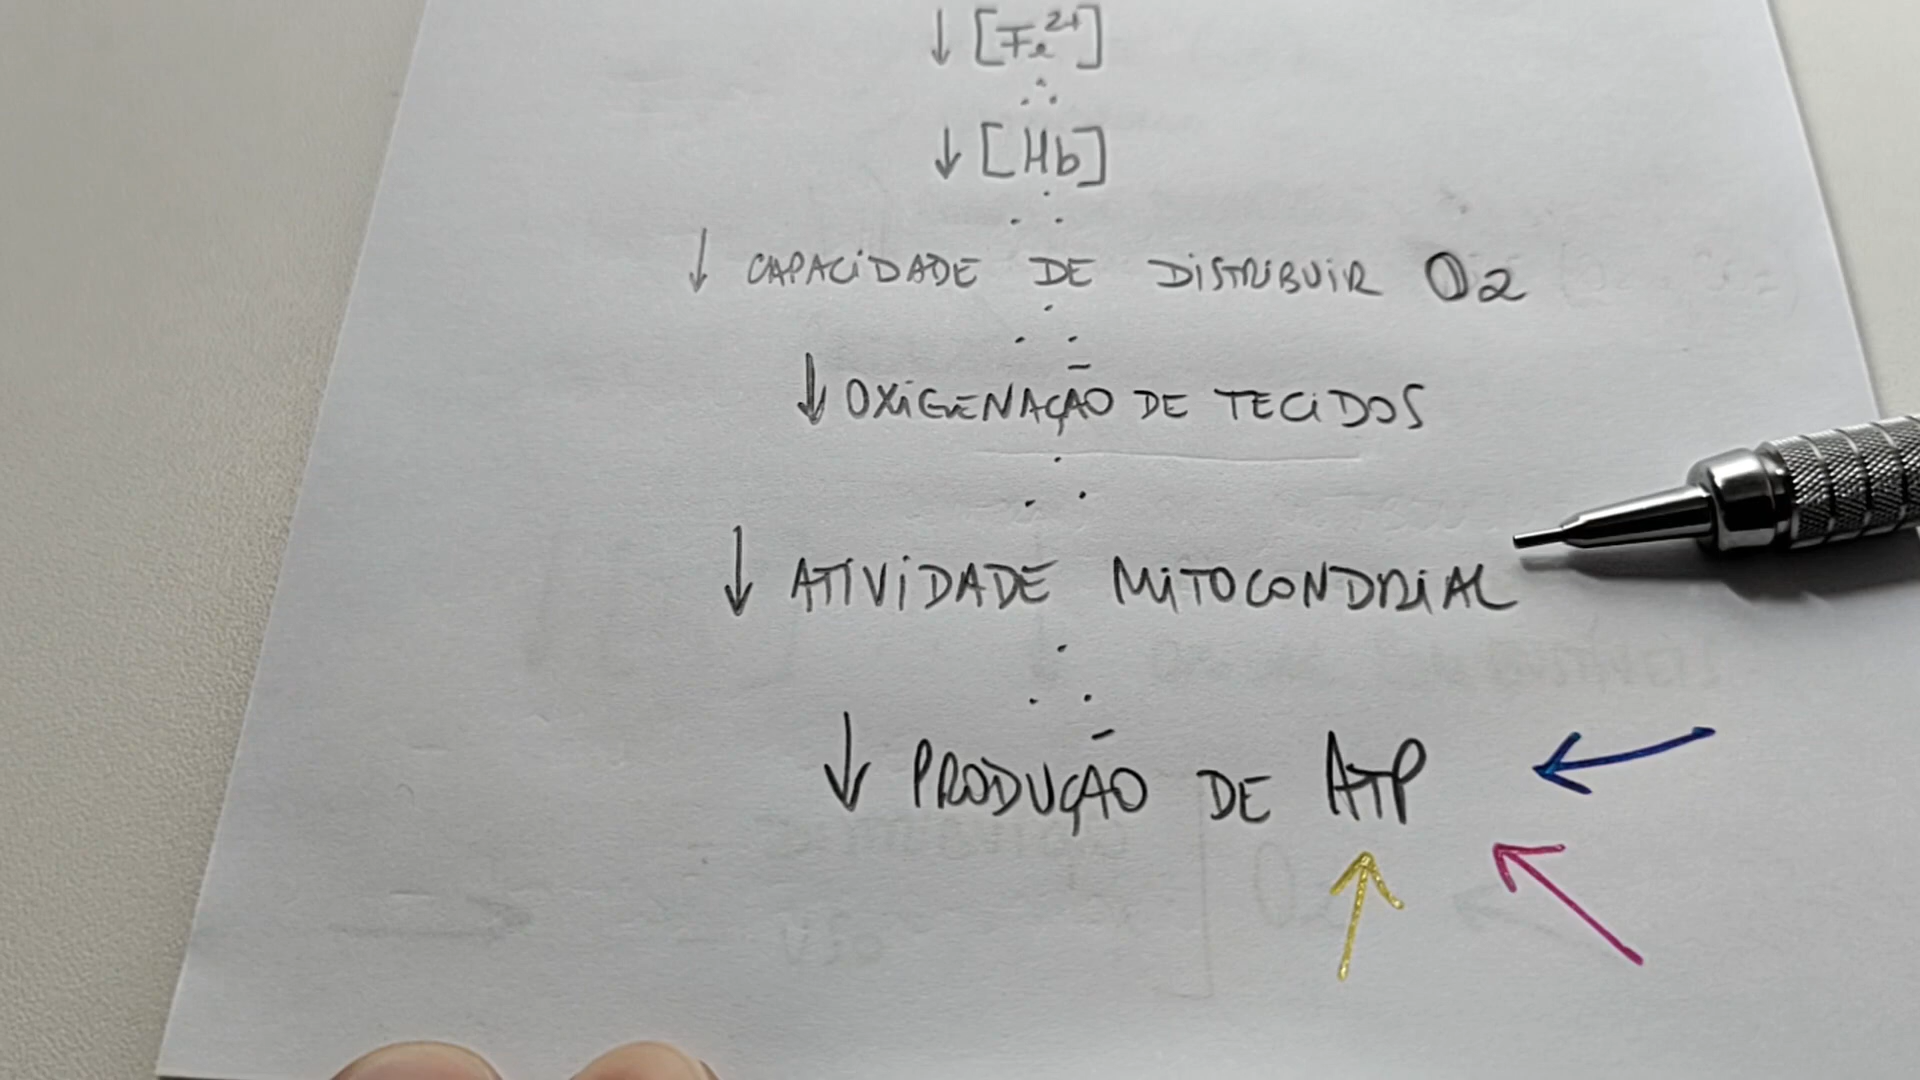 ↓ [Fe²⁺]
∴
↓ [Hb]
∴
↓ CAPACIDADE DE DISTRIBUIR O2
∴
↓ OXIGENAÇÃO DE TECIDOS
∴
↓ ATIVIDADE MITOCONDRIAL
∴
↓ PRODUÇÃO DE ATP